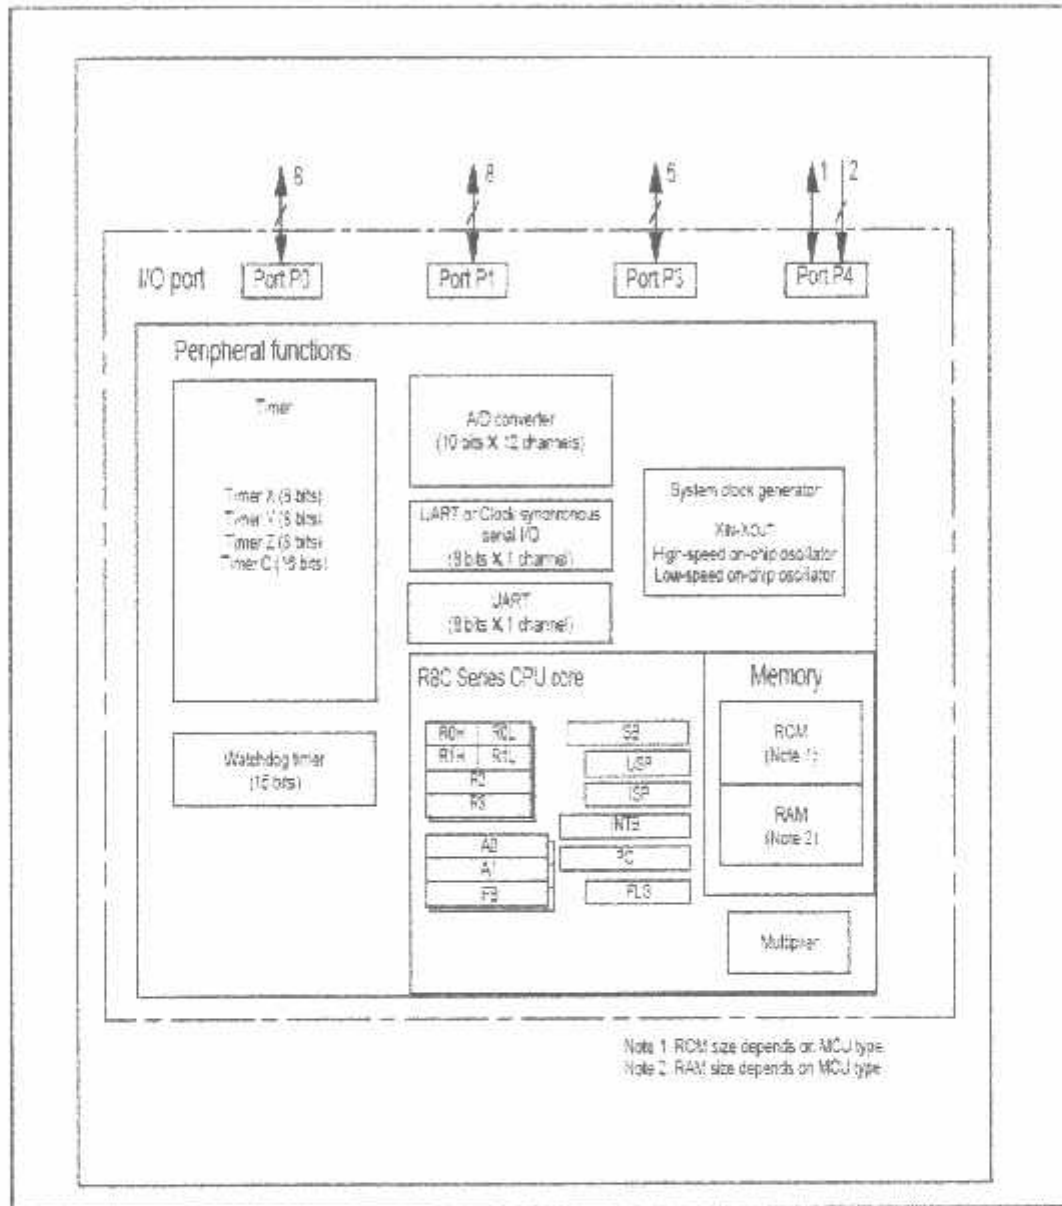 8
8
5
1
2
I/O port
Port P0
Port P1
Port P3
Port P4
Peripheral functions
Timer
Timer X (8 bits)
Timer Y (8 bits)
Timer Z (8 bits)
Timer C (16 bits)
A/D converter
(10 bits X 12 channels)
UART or Clock synchronous
serial I/O
(8 bits X 1 channel)
UART
(8 bits X 1 channel)
System clock generator
XIN-XOUT
High-speed on-chip oscillator
Low-speed on-chip oscillator
Watchdog timer
(15 bits)
R8C Series CPU core
R0H R0L
R1H R1L
R2
R3
A0
A1
FB
SB
USP
ISP
INTB
PC
FLG
Memory
ROM
(Note 1)
RAM
(Note 2)
Multiplier
Note 1: ROM size depends on MCU type.
Note 2: RAM size depends on MCU type.